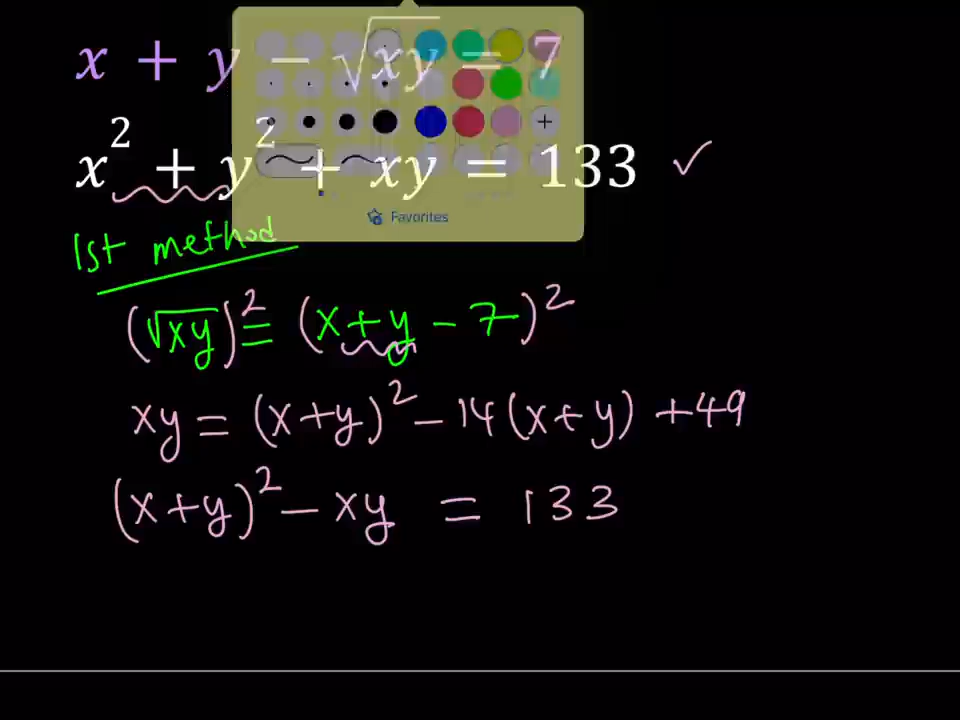 x + y − √xy = 7
x² + y² + xy = 133 ✓
Favorites
1st method
(√xy)² = (x+y − 7)²
xy = (x+y)² − 14(x+y) + 49
(x+y)² − xy = 133